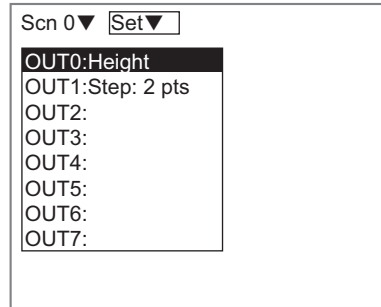 Scn 0▼ Set▼
OUT0:Height
OUT1:Step: 2 pts
OUT2:
OUT3:
OUT4:
OUT5:
OUT6:
OUT7: